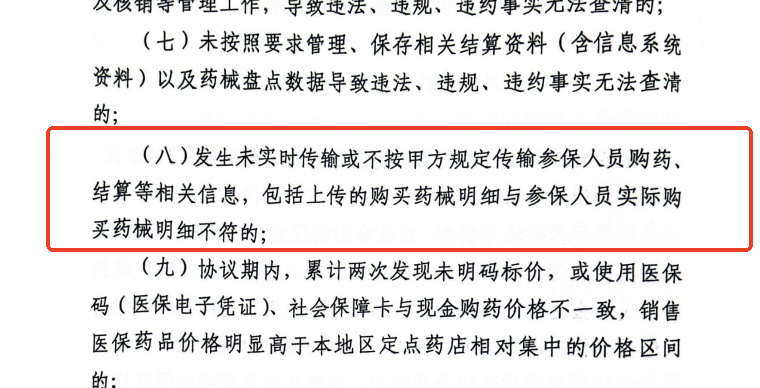 及核销等管理工作，导致违法、违规、违约事实无法查清的；
（七）未按照要求管理、保存相关结算资料（含信息系统
资料）以及药械盘点数据导致违法、违规、违约事实无法查清
的；
（八）发生未实时传输或不按甲方规定传输参保人员购药、
结算等相关信息，包括上传的购买药械明细与参保人员实际购
买药械明细不符的；
（九）协议期内，累计两次发现未明码标价，或使用医保
码（医保电子凭证）、社会保障卡与现金购药价格不一致，销售
医保药品价格明显高于本地区定点药店相对集中的价格区间
的；